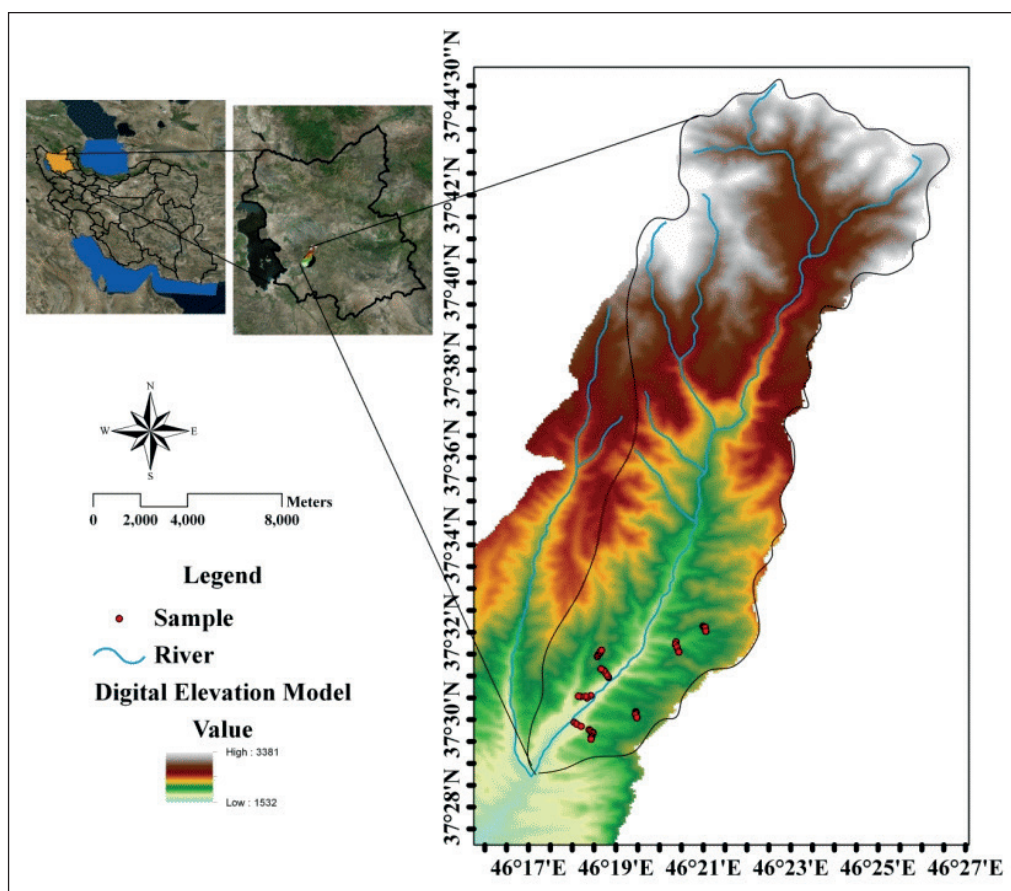 N
W
E
S
Meters
0 2,000 4,000 8,000
Legend
Sample
River
Digital Elevation Model
Value
High : 3381
Low : 1532
37°44'30"N
37°42'N
37°40'N
37°38'N
37°36'N
37°34'N
37°32'N
37°30'N
37°28'N
46°17'E 46°19'E 46°21'E 46°23'E 46°25'E 46°27'E